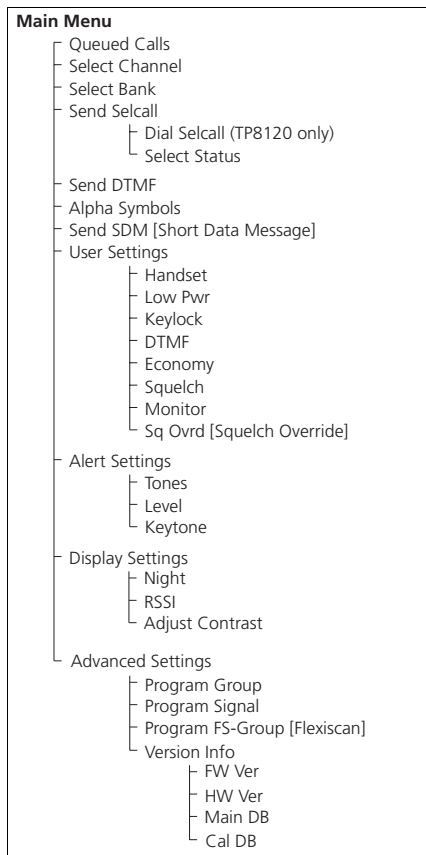 Main Menu
Queued Calls
Select Channel
Select Bank
Send Selcall
Dial Selcall (TP8120 only)
Select Status
Send DTMF
Alpha Symbols
Send SDM [Short Data Message]
User Settings
Handset
Low Pwr
Keylock
DTMF
Economy
Squelch
Monitor
Sq Ovrd [Squelch Override]
Alert Settings
Tones
Level
Keytone
Display Settings
Night
RSSI
Adjust Contrast
Advanced Settings
Program Group
Program Signal
Program FS-Group [Flexiscan]
Version Info
FW Ver
HW Ver
Main DB
Cal DB